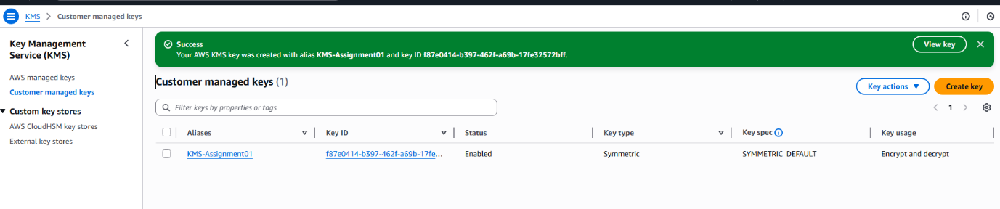 KMS > Customer managed keys
Key Management
Service (KMS)
AWS managed keys
Customer managed keys
Custom key stores
AWS CloudHSM key stores
External key stores
Success
Your AWS KMS key was created with alias KMS-Assignment01 and key ID f87e0414-b397-462f-a69b-17fe32572bff.
View key
Customer managed keys (1)
Key actions
Create key
Filter keys by properties or tags
1
Aliases Key ID Status Key type Key spec Key usage
KMS-Assignment01 f87e0414-b397-462f-a69b-17fe... Enabled Symmetric SYMMETRIC_DEFAULT Encrypt and decrypt